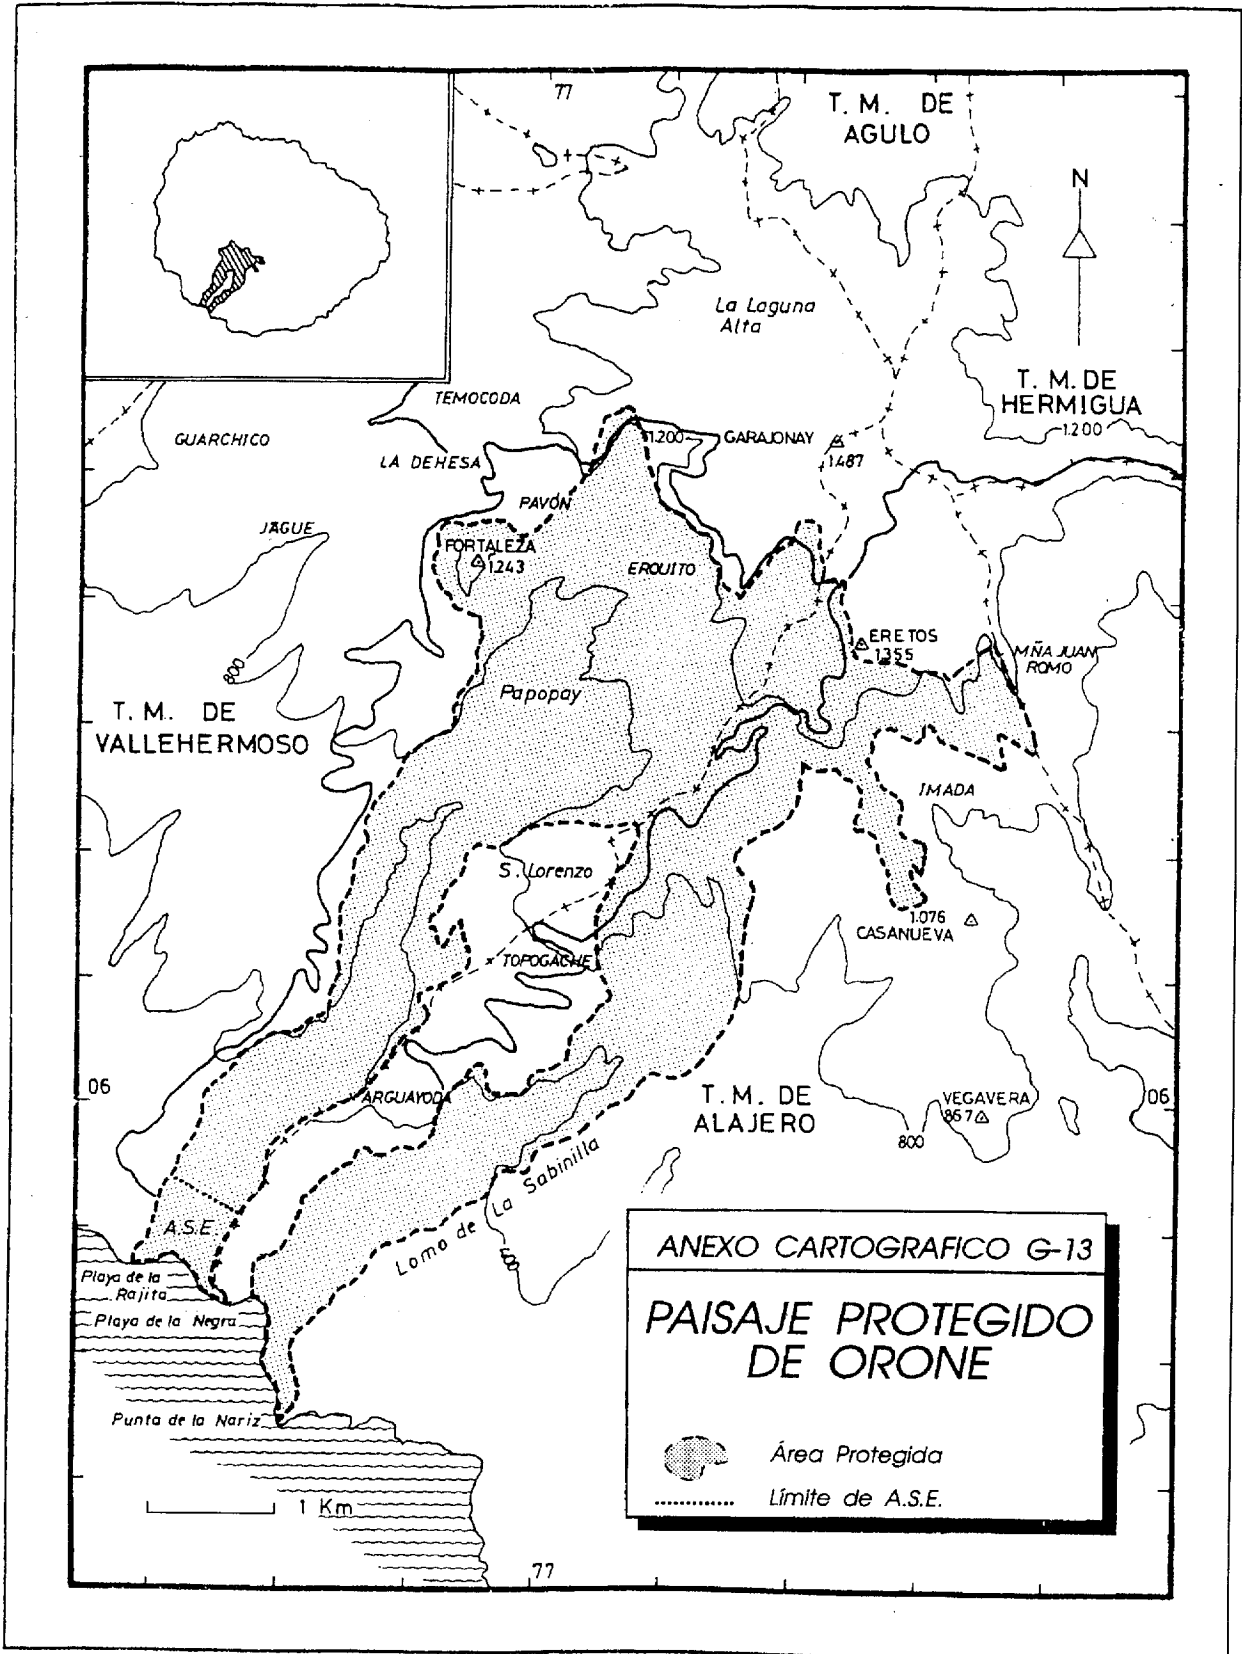 77
T. M. DE
AGULO
N
La Laguna
Alta
T. M. DE
HERMIGUA
1.200
TEMOCODA
GUARCHICO
LA DEHESA
1.200
GARAJONAY
1.487
PAVÓN
JAGUE
FORTALEZA
1.243
ERQUITO
ERETOS
1.355
MÑA JUAN
ROMO
800
Papopay
T. M. DE
VALLEHERMOSO
IMADA
S. Lorenzo
1.076
CASANUEVA
TOPOGACHE
06
ARGUAYODA
T. M. DE
ALAJERO
VEGAVERA
857
06
800
Lomo de La Sabinilla
400
A.S.E.
Playa de la
Rajita
Playa de la Negra
Punta de la Nariz
1 Km
77
ANEXO CARTOGRAFICO G-13
PAISAJE PROTEGIDO
DE ORONE
Área Protegida
Límite de A.S.E.